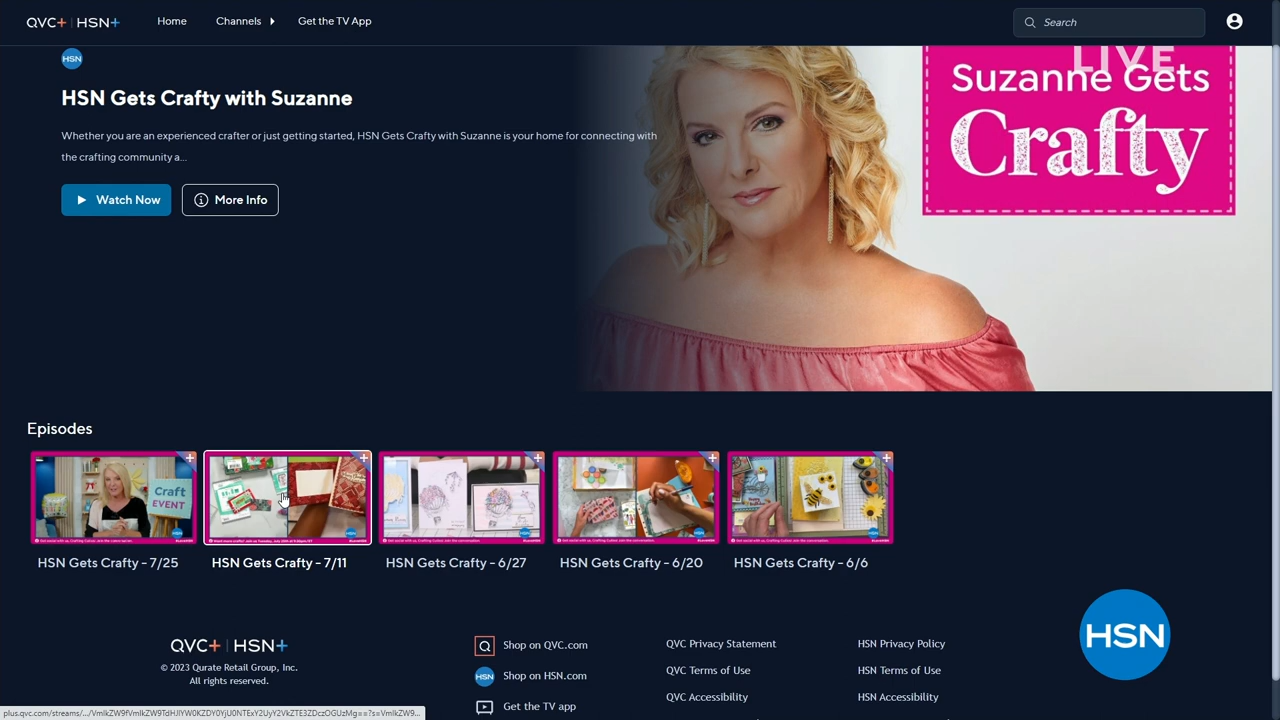 QVC+ | HSN+
Home
Channels
Get the TV App
Search
HSN
HSN Gets Crafty with Suzanne
Whether you are an experienced crafter or just getting started, HSN Gets Crafty with Suzanne is your home for connecting with
the crafting community a...
Watch Now
More Info
LIVE
Suzanne Gets
Crafty
Episodes
Craft
EVENT
HSN Gets Crafty - 7/25
HSN Gets Crafty - 7/11
HSN Gets Crafty - 6/27
HSN Gets Crafty - 6/20
HSN Gets Crafty - 6/6
QVC+ | HSN+
© 2023 Qurate Retail Group, Inc.
All rights reserved.
Shop on QVC.com
HSN
Shop on HSN.com
Get the TV app
QVC Privacy Statement
QVC Terms of Use
QVC Accessibility
HSN Privacy Policy
HSN Terms of Use
HSN Accessibility
HSN